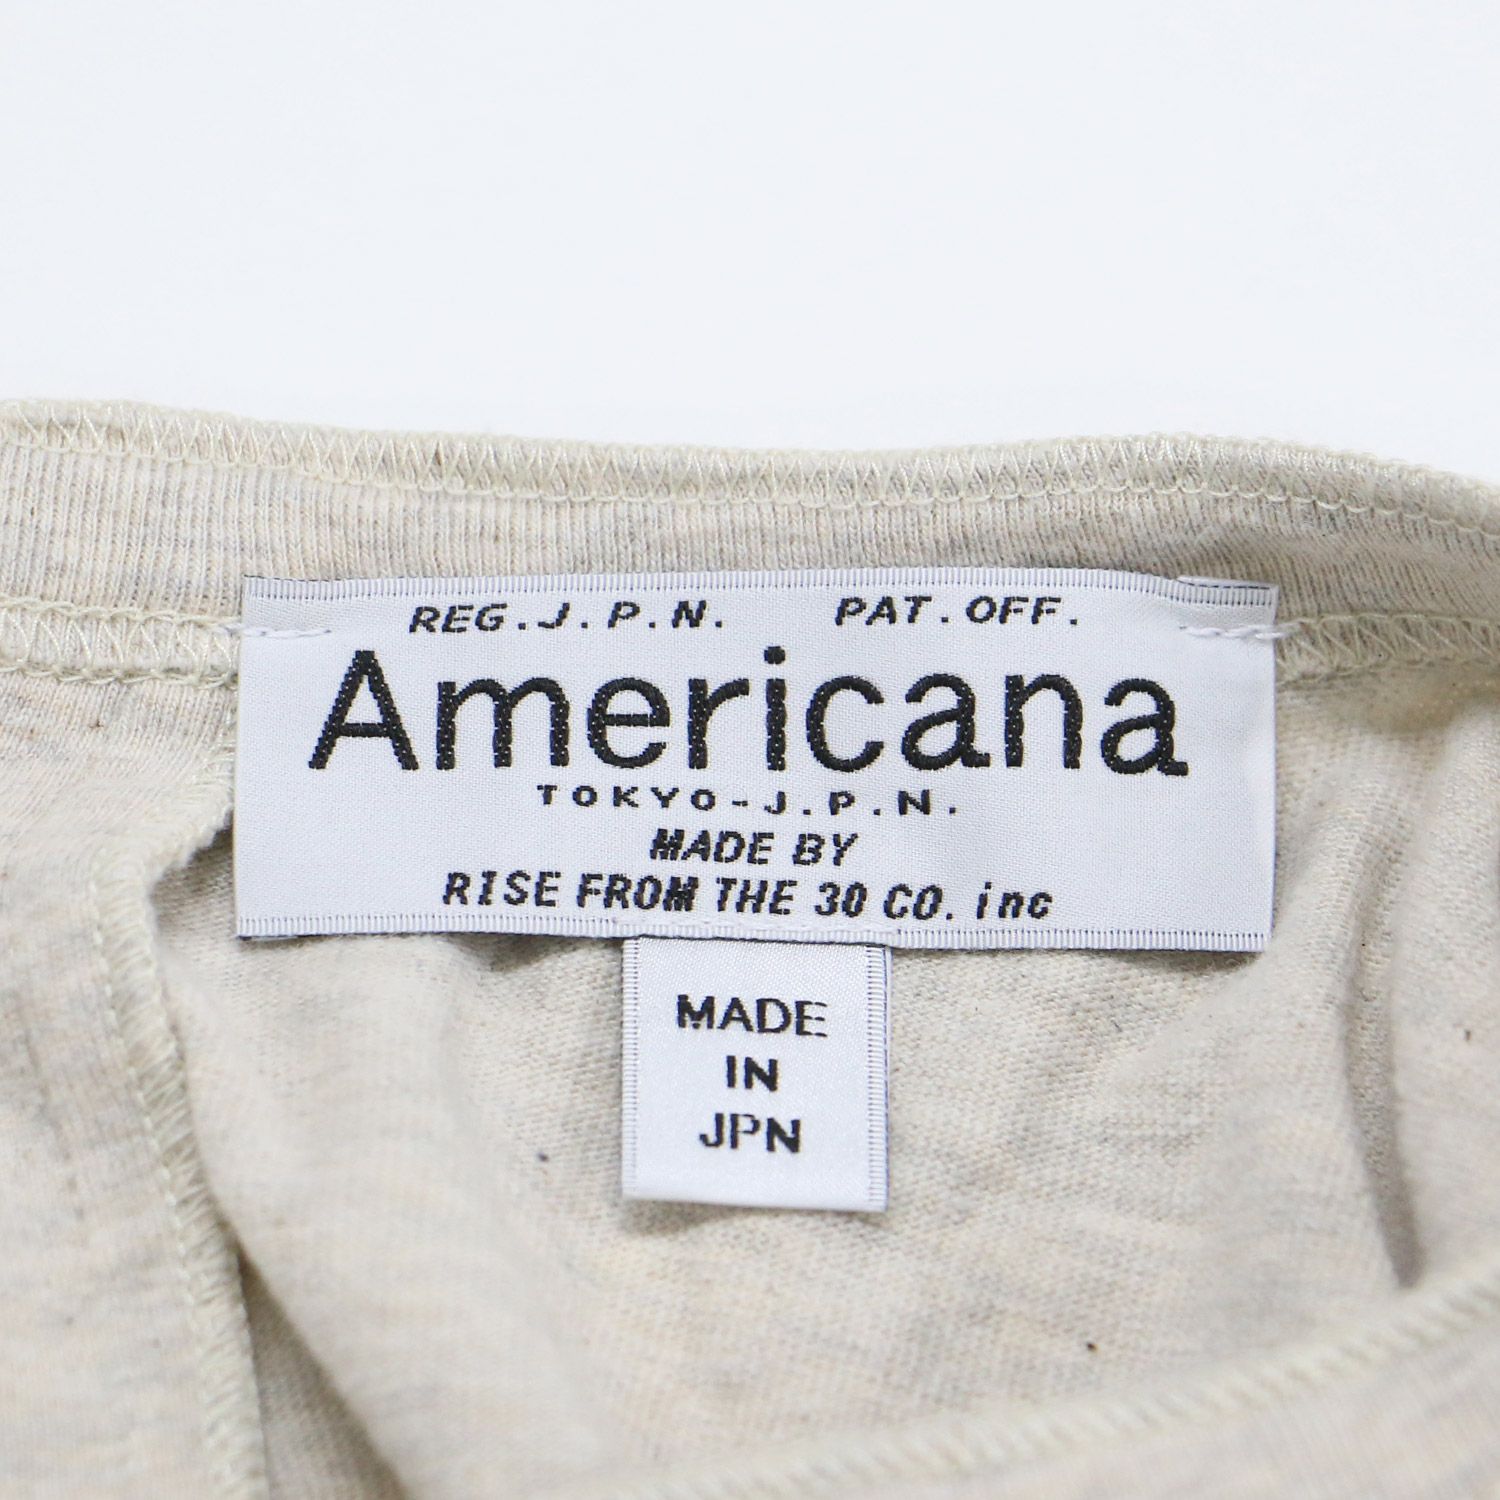 REG.J.P.N. PAT.OFF.
Americana
TOKYO-J.P.N.
MADE BY
RISE FROM THE 30 CO. inc
MADE
IN
JPN